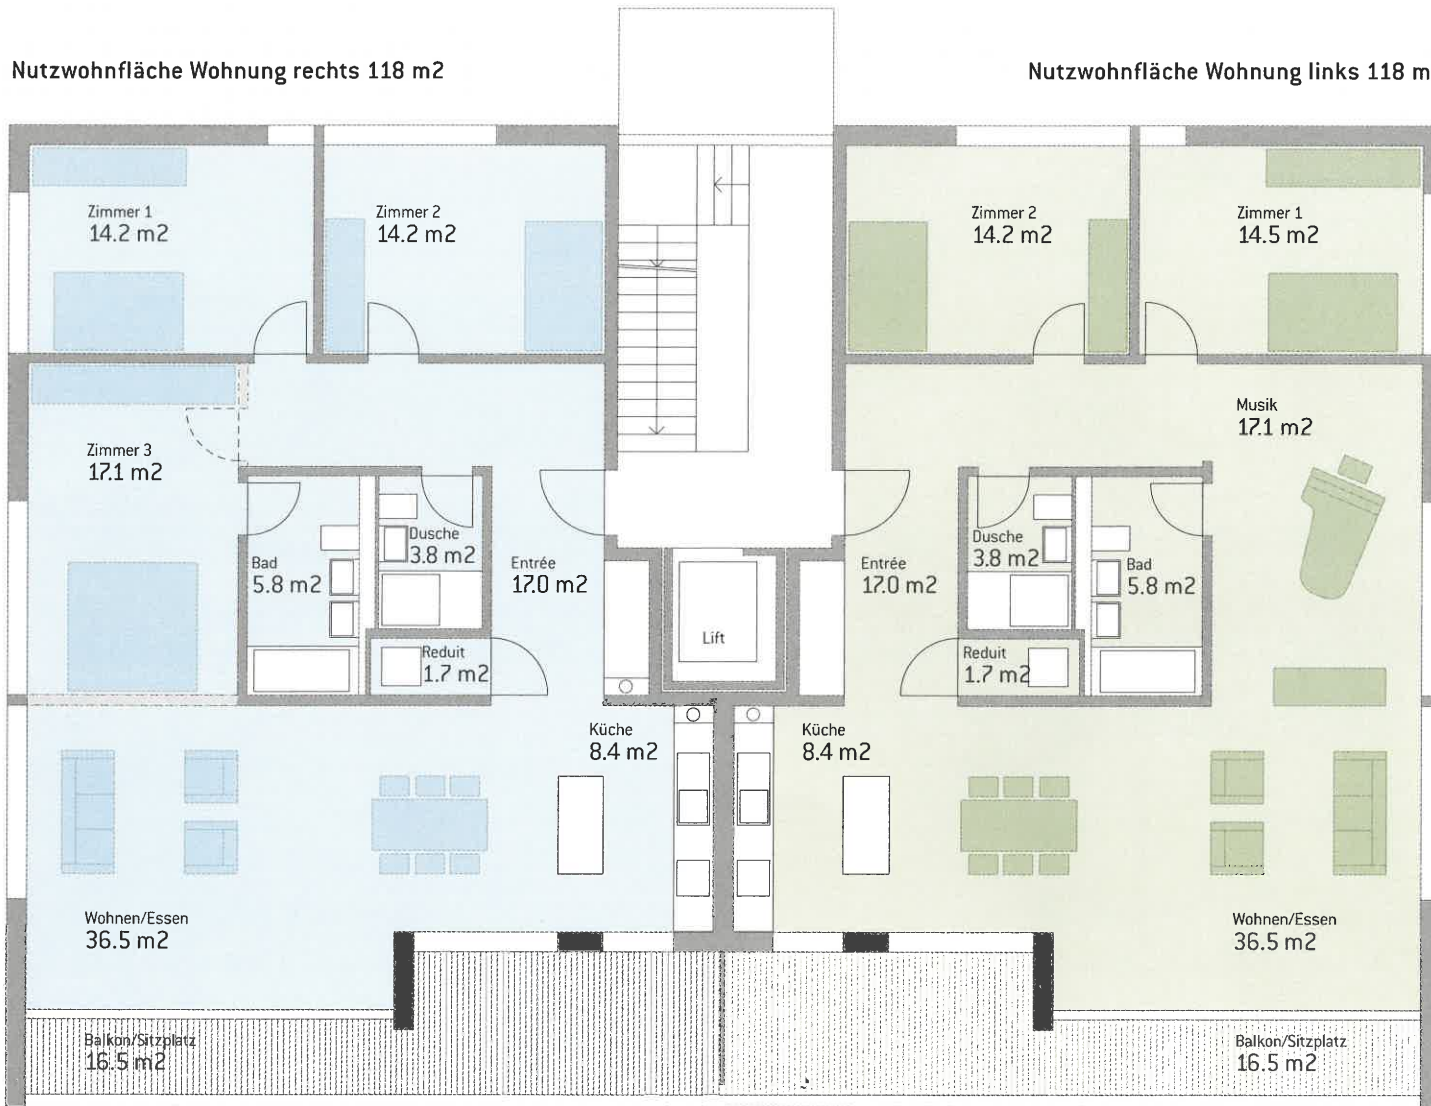 Nutzwohnfläche Wohnung rechts 118 m2
Nutzwohnfläche Wohnung links 118 m
Zimmer 1
14.2 m2
Zimmer 2
14.2 m2
Zimmer 2
14.2 m2
Zimmer 1
14.5 m2
Zimmer 3
17.1 m2
Musik
17.1 m2
Bad
5.8 m2
Dusche
3.8 m2
Entrée
17.0 m2
Lift
Entrée
17.0 m2
Dusche
3.8 m2
Bad
5.8 m2
Reduit
1.7 m2
Reduit
1.7 m2
Küche
8.4 m2
Küche
8.4 m2
Wohnen/Essen
36.5 m2
Wohnen/Essen
36.5 m2
Balkon/Sitzplatz
16.5 m2
Balkon/Sitzplatz
16.5 m2